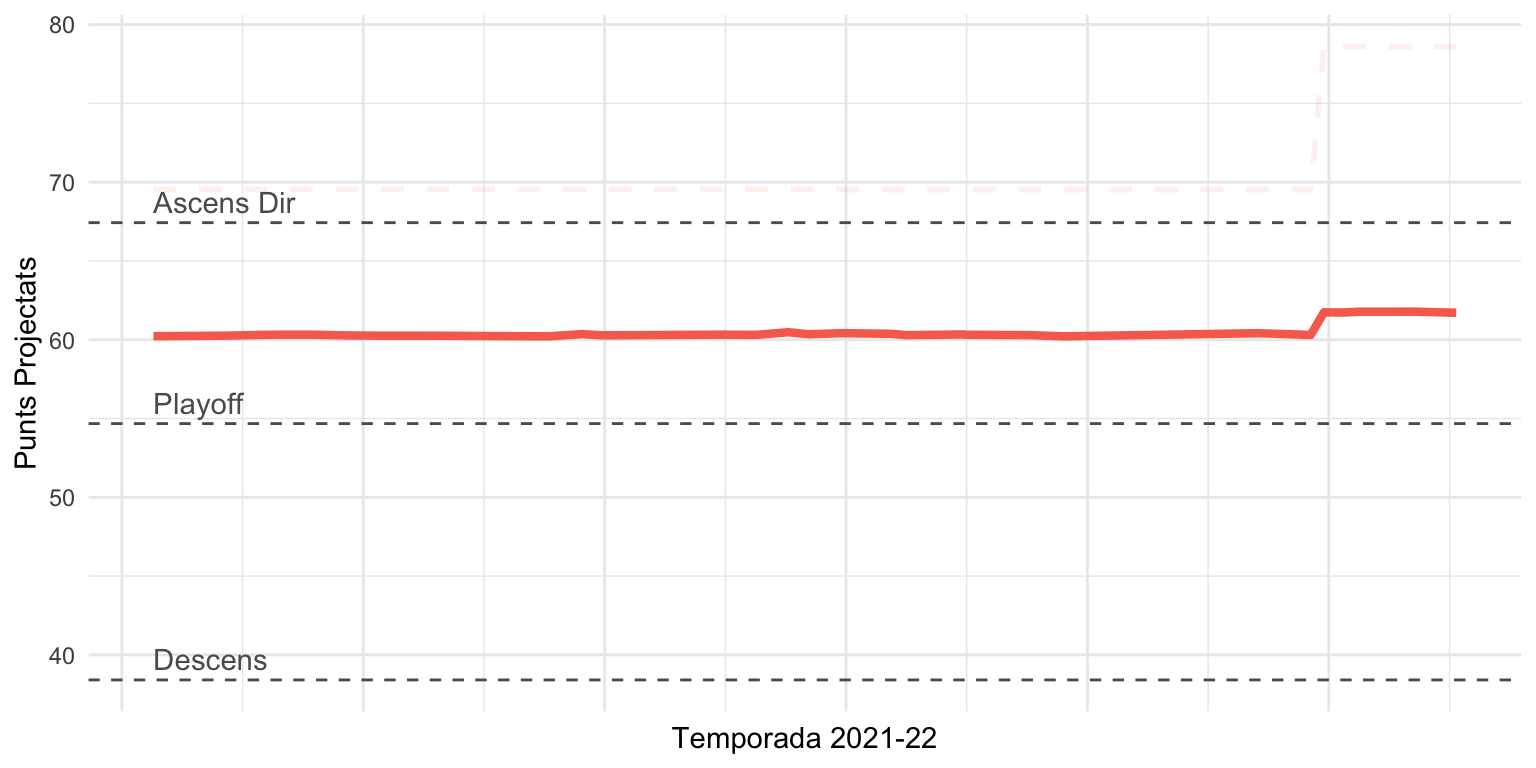 80
70
60
50
40
Punts Projectats
Ascens Dir
Playoff
Descens
Temporada 2021-22